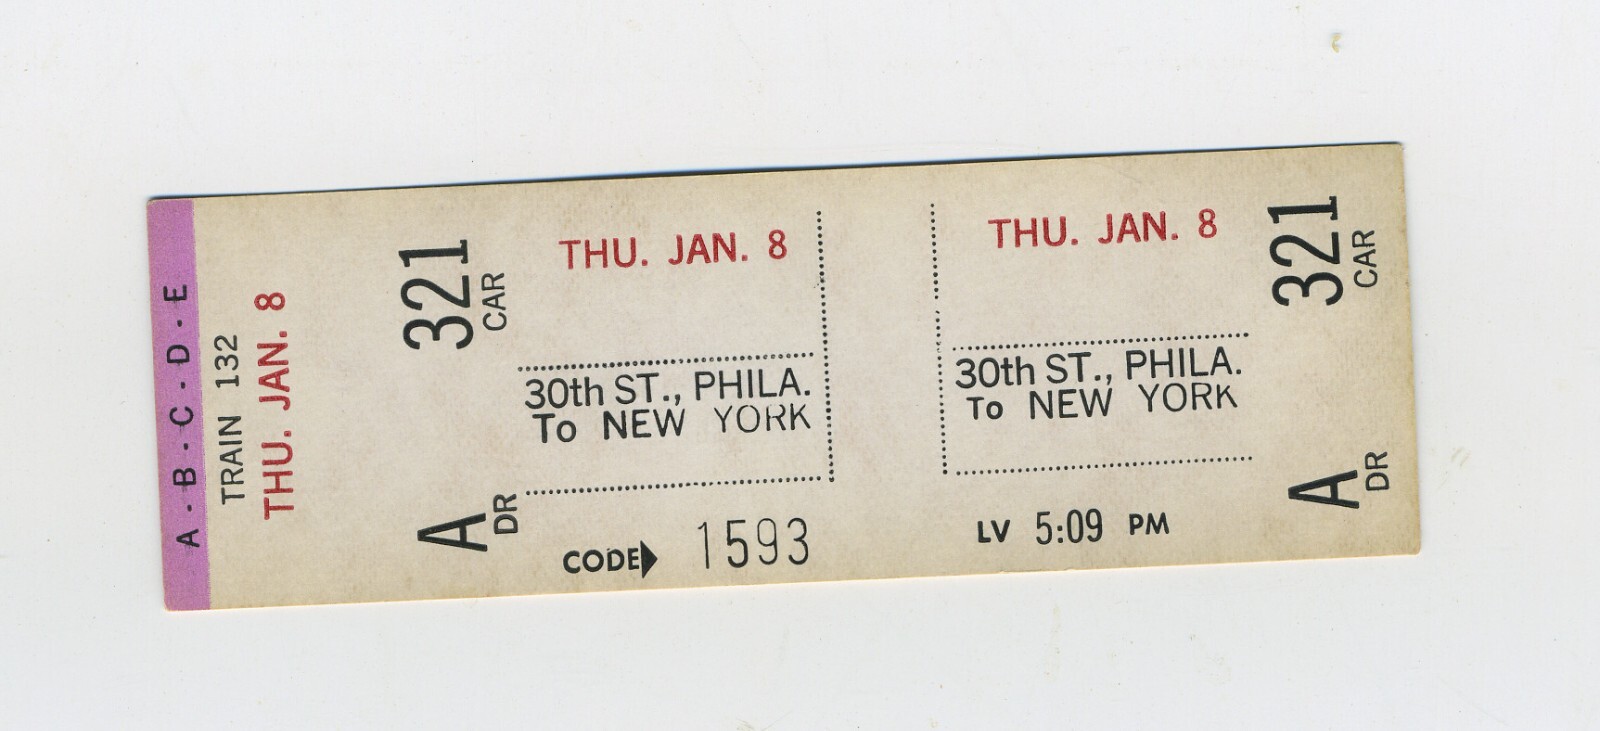 A·B·C·D·E
TRAIN 132
THU. JAN. 8
321
CAR
A
DR
THU. JAN. 8
30th ST., PHILA.
To NEW YORK
CODE 1593
THU. JAN. 8
30th ST., PHILA.
To NEW YORK
LV 5:09 PM
321
CAR
A
DR